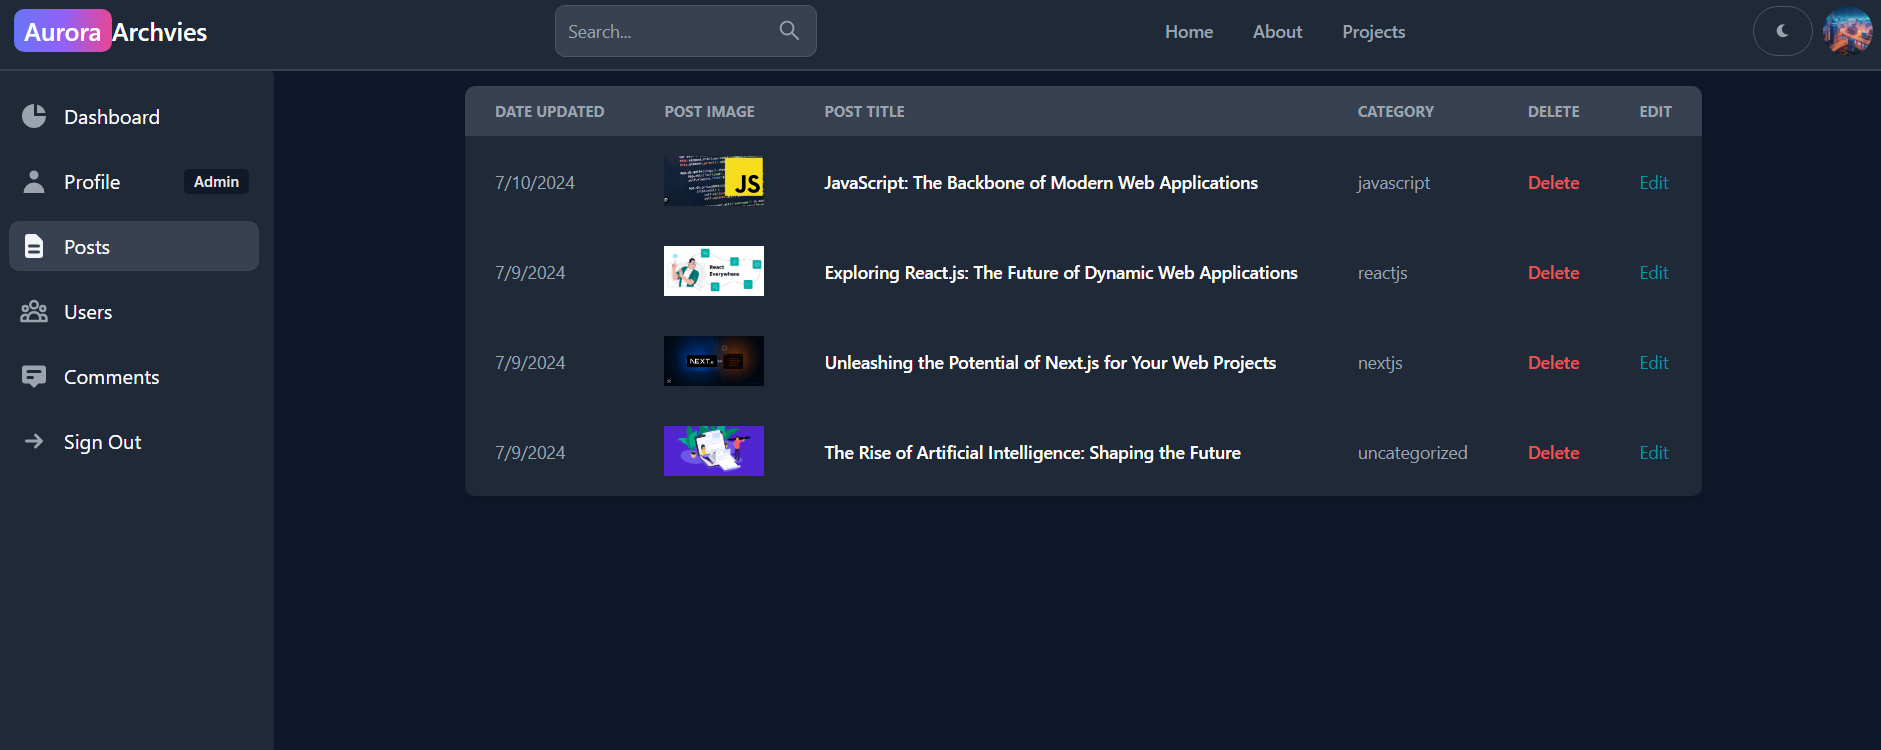 Aurora Archvies
Search...
Home About Projects
Dashboard
Profile Admin
Posts
Users
Comments
Sign Out
DATE UPDATED POST IMAGE POST TITLE CATEGORY DELETE EDIT
7/10/2024 JS JavaScript: The Backbone of Modern Web Applications javascript Delete Edit
7/9/2024 React Everywhere Exploring React.js: The Future of Dynamic Web Applications reactjs Delete Edit
7/9/2024 NEXT.js Unleashing the Potential of Next.js for Your Web Projects nextjs Delete Edit
7/9/2024 The Rise of Artificial Intelligence: Shaping the Future uncategorized Delete Edit